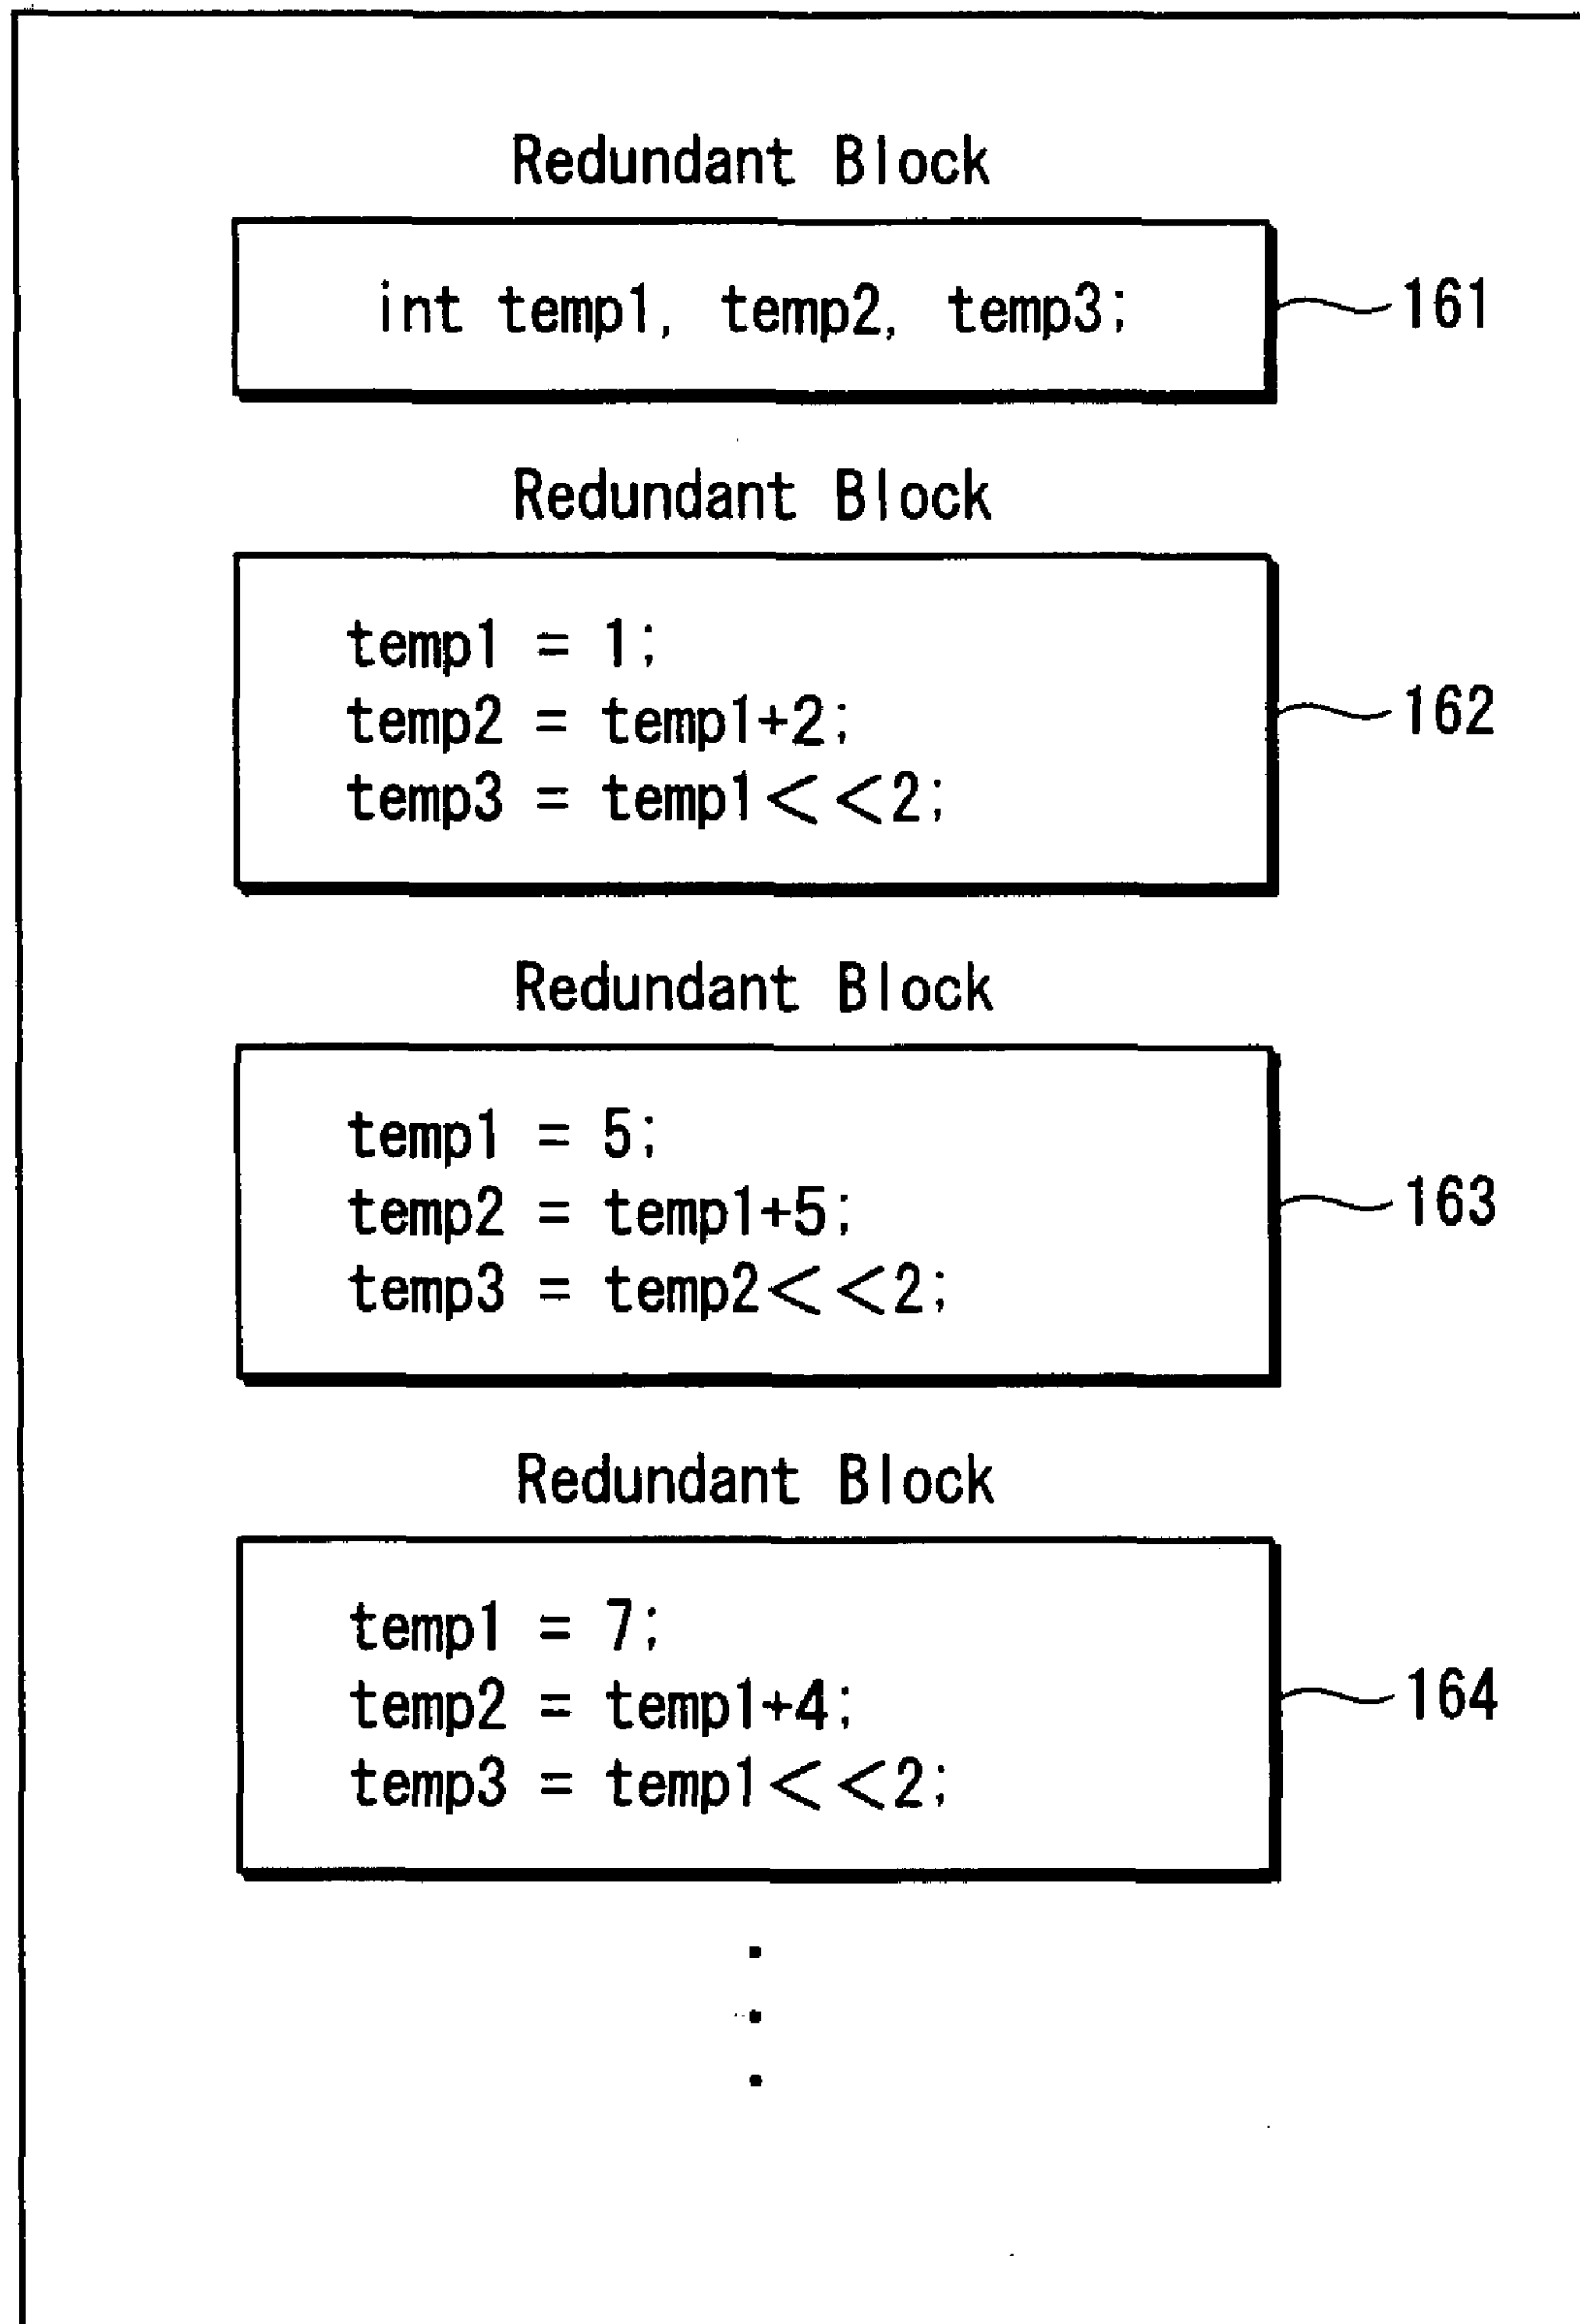 Redundant Block
int temp1, temp2, temp3;
161
Redundant Block
temp1 = 1;
temp2 = temp1+2;
temp3 = temp1<<2;
162
Redundant Block
temp1 = 5;
temp2 = temp1+5;
temp3 = temp2<<2;
163
Redundant Block
temp1 = 7;
temp2 = temp1+4;
temp3 = temp1<<2;
164